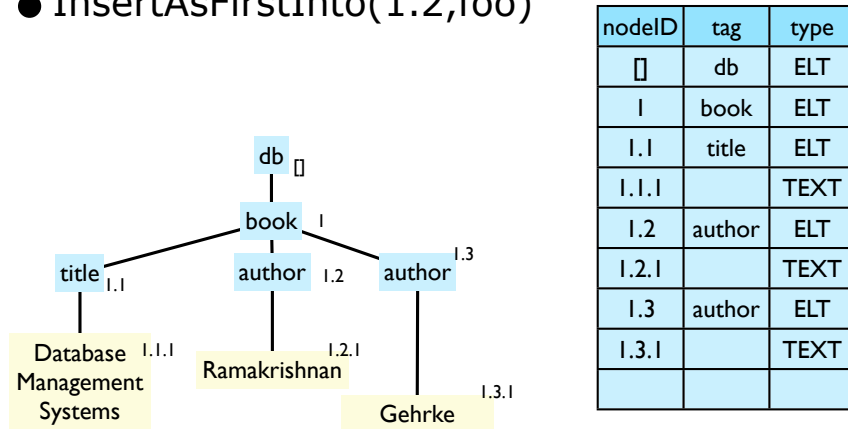 ● InsertAsFirstInto(1.2,foo)
db []
book 1
title 1.1
author 1.2
author 1.3
Database 1.1.1
Management
Systems
Ramakrishnan 1.2.1
Gehrke 1.3.1
nodeID tag type
[] db ELT
1 book ELT
1.1 title ELT
1.1.1 TEXT
1.2 author ELT
1.2.1 TEXT
1.3 author ELT
1.3.1 TEXT